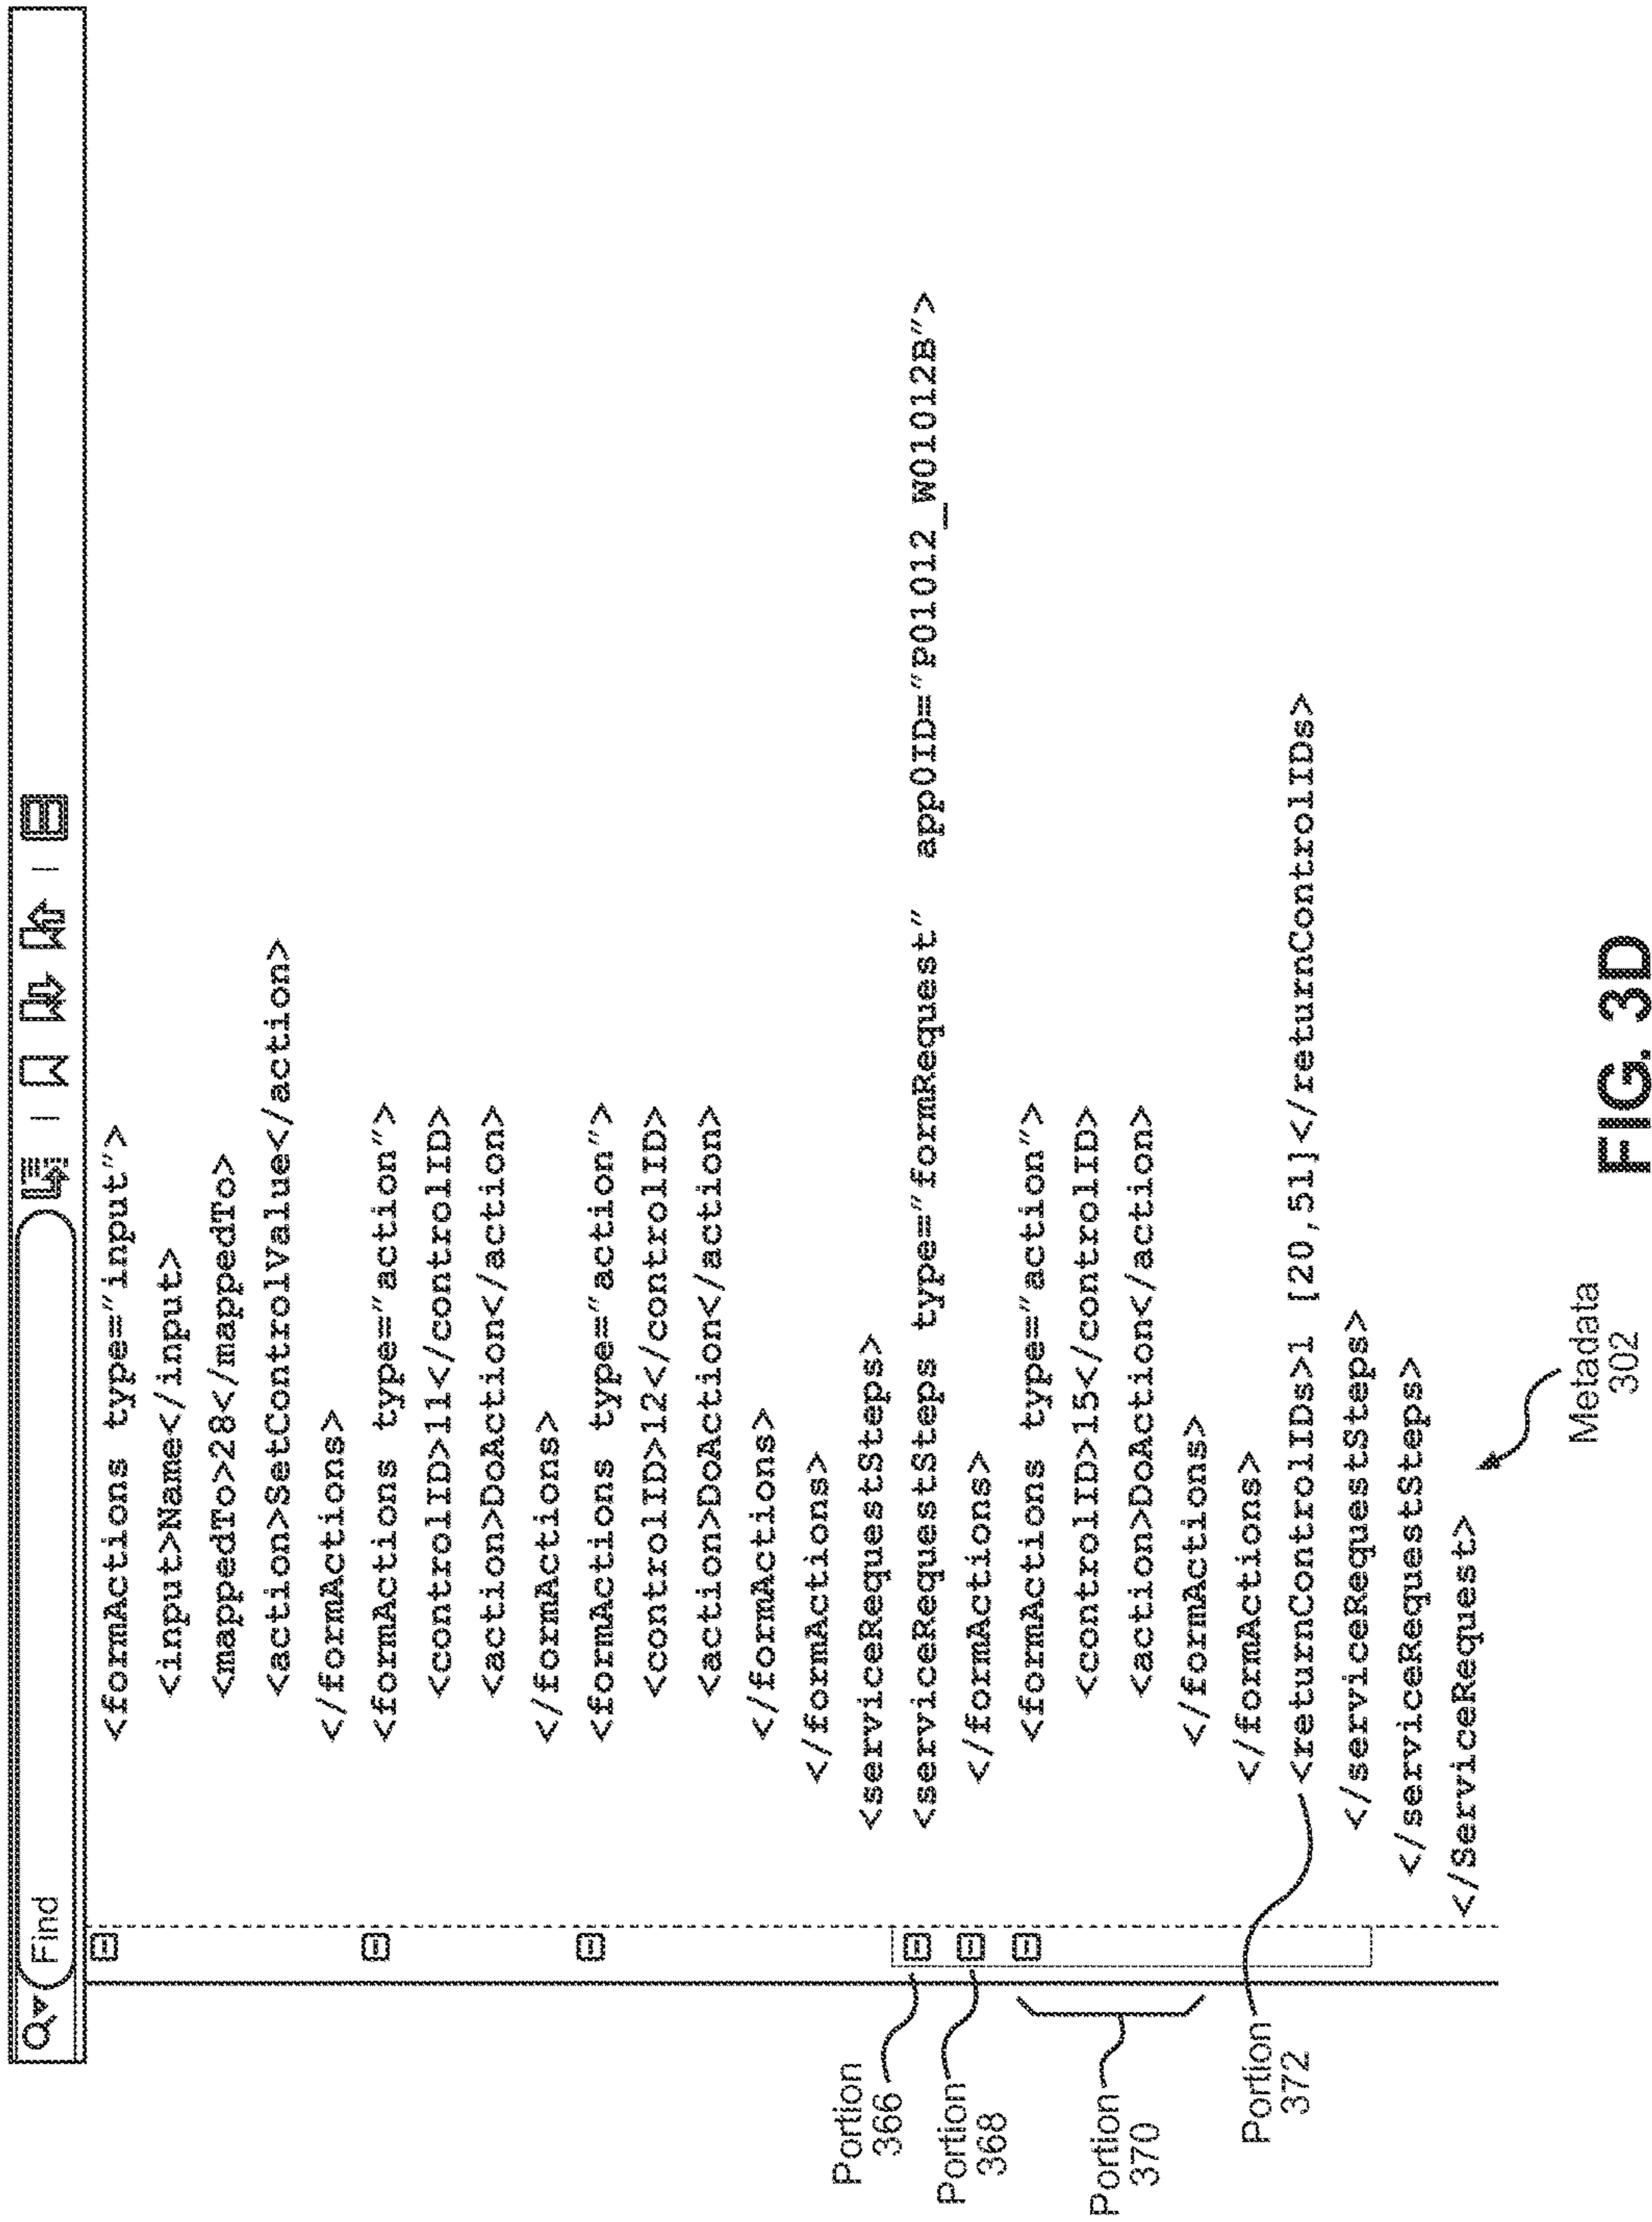 Find
<formActions type="input">
<input>Name</input>
<mappedTo>28</mappedTo>
<action>SetControlValue</action>
</formActions>
<formActions type="action">
<controlID>11</controlID>
<action>DoAction</action>
</formActions>
<formActions type="action">
<controlID>12</controlID>
<action>DoAction</action>
</formActions>
</formActions>
<serviceRequestSteps>
Portion
366
<serviceRequestSteps type="formRequest" appOID="P01012_W01012B">
Portion
368
</formActions>
Portion
370
<formActions type="action">
<controlID>15</controlID>
<action>DoAction</action>
</formActions>
</formActions>
Portion
372
<returnControlIDs>1 [20,51]</returnControlIDs>
</serviceRequestSteps>
</serviceRequestSteps>
</ServiceRequest>
Metadata
302
FIG. 3D